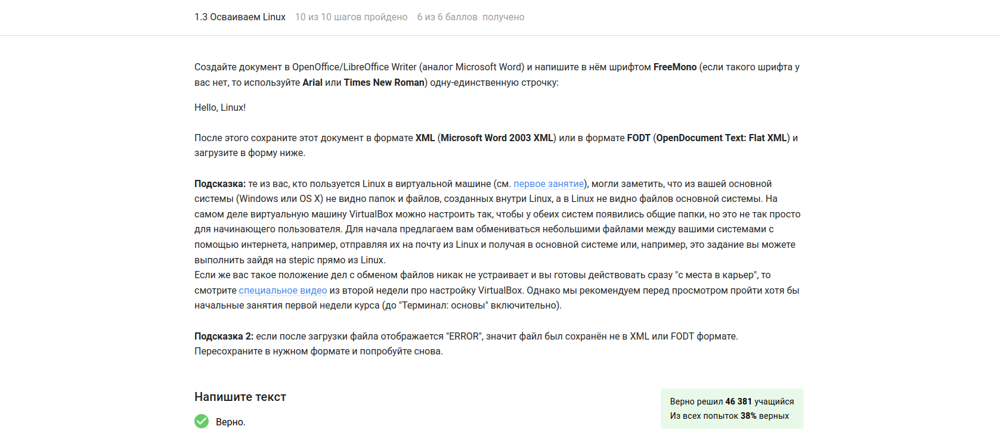 1.3 Осваиваем Linux 10 из 10 шагов пройдено 6 из 6 баллов получено
Создайте документ в OpenOffice/LibreOffice Writer (аналог Microsoft Word) и напишите в нём шрифтом FreeMono (если такого шрифта у
вас нет, то используйте Arial или Times New Roman) одну-единственную строчку:
Hello, Linux!
После этого сохраните этот документ в формате XML (Microsoft Word 2003 XML) или в формате FODT (OpenDocument Text: Flat XML) и
загрузите в форму ниже.
Подсказка: те из вас, кто пользуется Linux в виртуальной машине (см. первое занятие), могли заметить, что из вашей основной
системы (Windows или OS X) не видно папок и файлов, созданных внутри Linux, а в Linux не видно файлов основной системы. На
самом деле виртуальную машину VirtualBox можно настроить так, чтобы у обеих систем появились общие папки, но это не так просто
для начинающего пользователя. Для начала предлагаем вам обмениваться небольшими файлами между вашими системами с
помощью интернета, например, отправляя их на почту из Linux и получая в основной системе или, например, это задание вы можете
выполнить зайдя на stepic прямо из Linux.
Если же вас такое положение дел с обменом файлов никак не устраивает и вы готовы действовать сразу "с места в карьер", то
смотрите специальное видео из второй недели про настройку VirtualBox. Однако мы рекомендуем перед просмотром пройти хотя бы
начальные занятия первой недели курса (до "Терминал: основы" включительно).
Подсказка 2: если после загрузки файла отображается "ERROR", значит файл был сохранён не в XML или FODT формате.
Пересохраните в нужном формате и попробуйте снова.
Напишите текст
Верно.
Верно решил 46 381 учащийся
Из всех попыток 38% верных